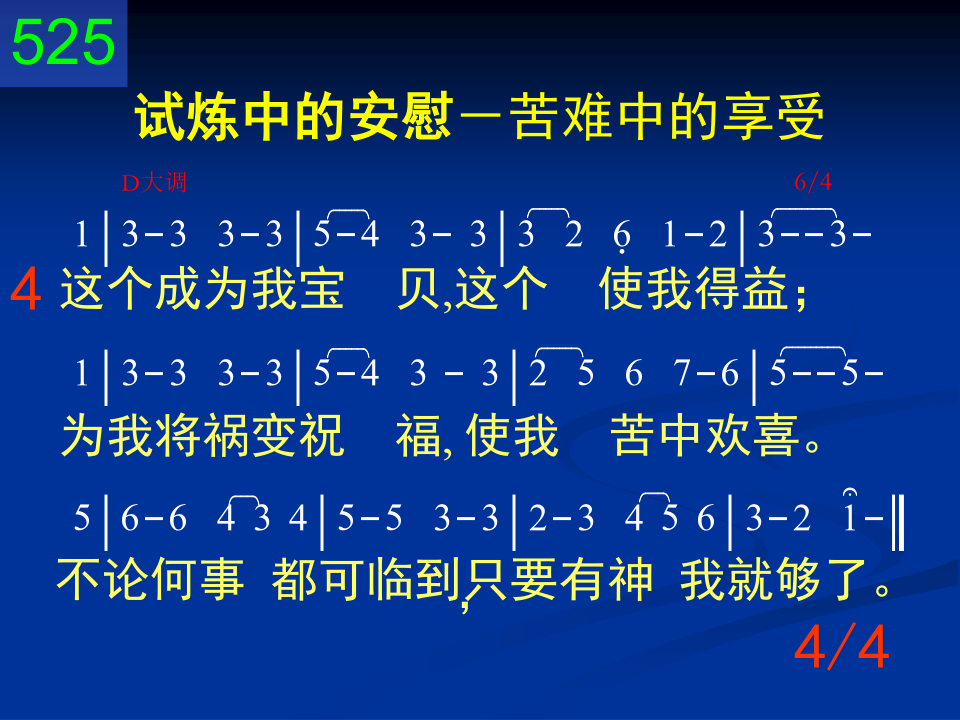 525
试炼中的安慰－苦难中的享受
D大调 6/4
1|3-3 3-3|5-4 3- 3|3 2 6̣ 1-2|3--3-
4 这个成为我宝 贝,这个 使我得益；
1|3-3 3-3|5-4 3 - 3|2 5 6 7-6|5--5-
为我将祸变祝 福, 使我 苦中欢喜。
5|6-6 4 3 4|5-5 3-3|2-3 4 5 6|3-2 1-‖
不论何事 都可临到,只要有神 我就够了。
4/4